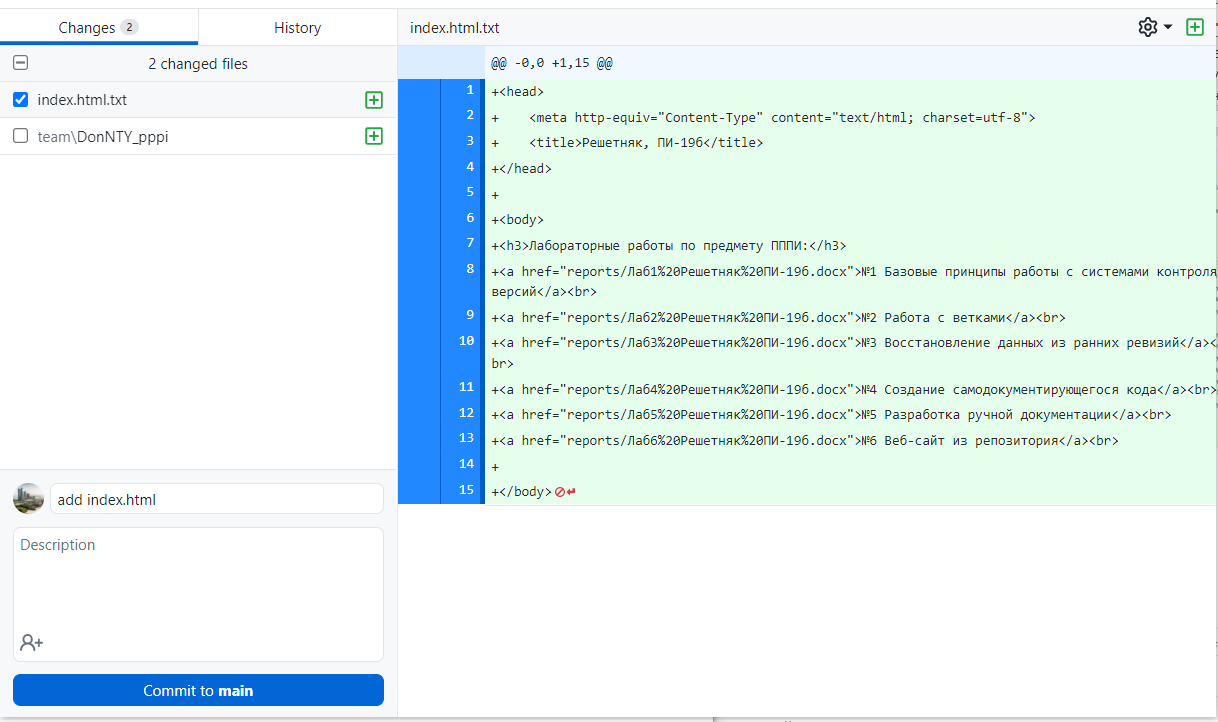 Changes 2
History
index.html.txt
2 changed files
index.html.txt
team\DonNTY_pppi
@@ -0,0 +1,15 @@
1 +<head>
2 +    <meta http-equiv="Content-Type" content="text/html; charset=utf-8">
3 +    <title>Решетняк, ПИ-19б</title>
4 +</head>
5 +
6 +<body>
7 +<h3>Лабораторные работы по предмету ПППИ:</h3>
8 +<a href="reports/Лаб1%20Решетняк%20ПИ-19б.docx">№1 Базовые принципы работы с системами контроля
версий</a><br>
9 +<a href="reports/Лаб2%20Решетняк%20ПИ-19б.docx">№2 Работа с ветками</a><br>
10 +<a href="reports/Лаб3%20Решетняк%20ПИ-19б.docx">№3 Восстановление данных из ранних ревизий</a><
br>
11 +<a href="reports/Лаб4%20Решетняк%20ПИ-19б.docx">№4 Создание самодокументирующегося кода</a><br>
12 +<a href="reports/Лаб5%20Решетняк%20ПИ-19б.docx">№5 Разработка ручной документации</a><br>
13 +<a href="reports/Лаб6%20Решетняк%20ПИ-19б.docx">№6 Веб-сайт из репозитория</a><br>
14 +
15 +</body>
add index.html
Description
Commit to main